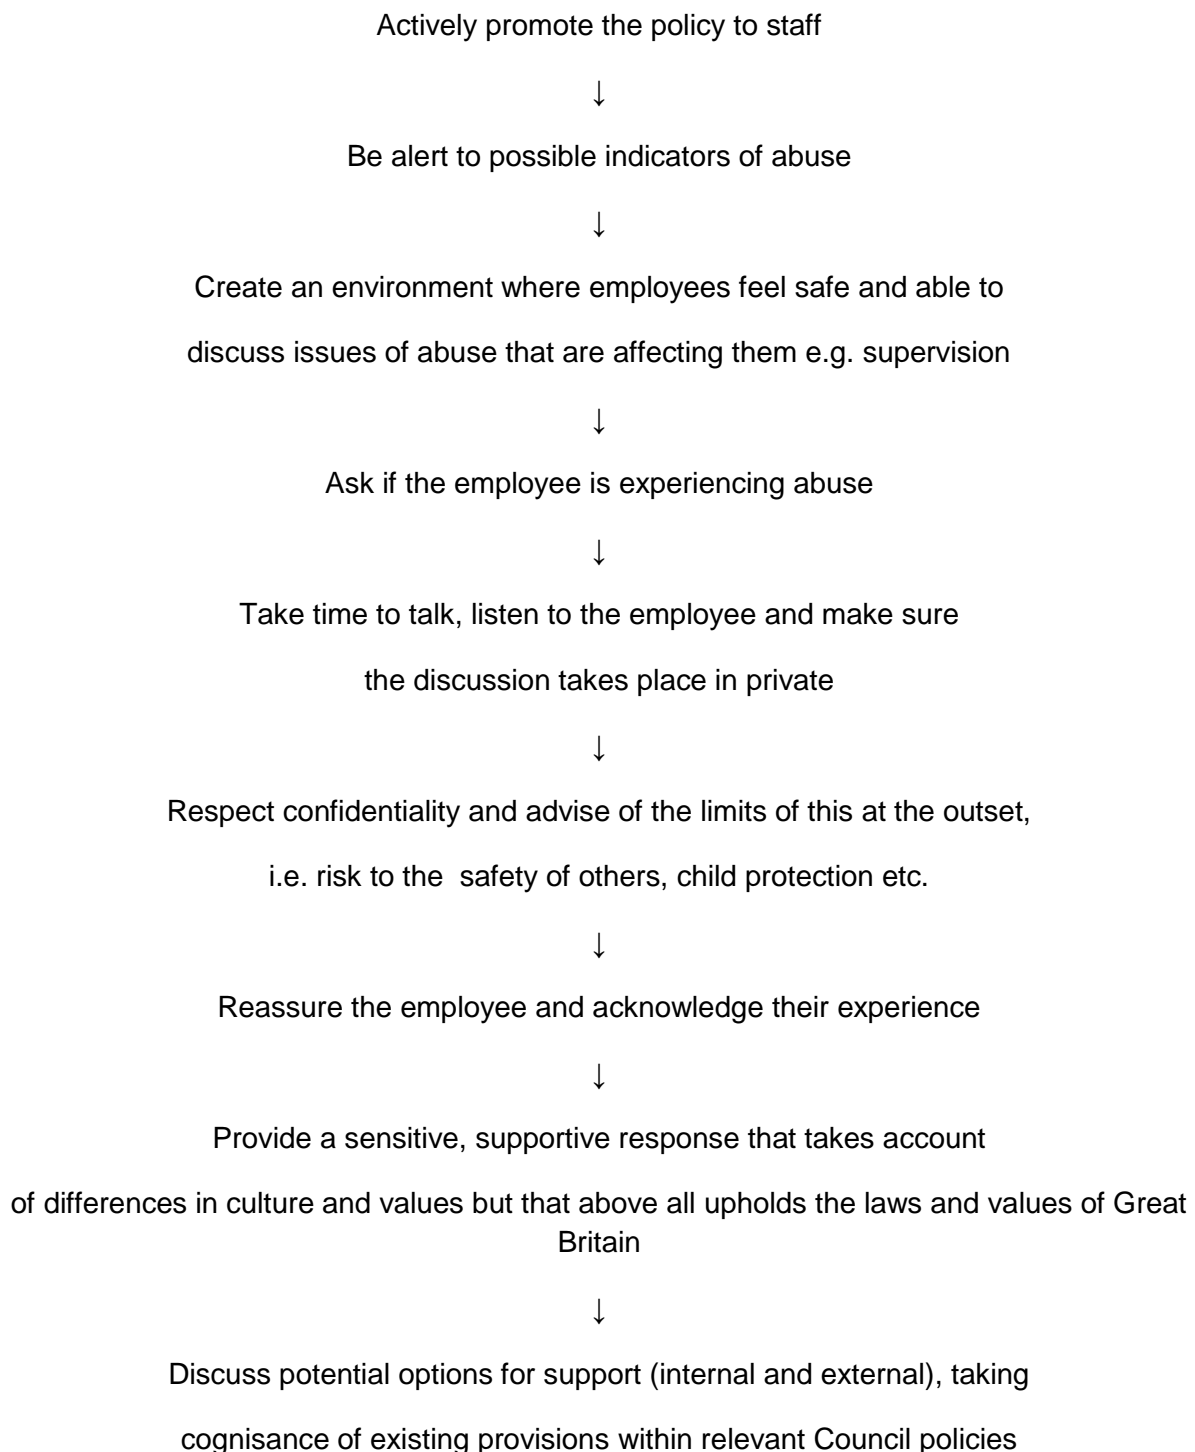 Actively promote the policy to staff
↓
Be alert to possible indicators of abuse
↓
Create an environment where employees feel safe and able to
discuss issues of abuse that are affecting them e.g. supervision
↓
Ask if the employee is experiencing abuse
↓
Take time to talk, listen to the employee and make sure
the discussion takes place in private
↓
Respect confidentiality and advise of the limits of this at the outset,
i.e. risk to the  safety of others, child protection etc.
↓
Reassure the employee and acknowledge their experience
↓
Provide a sensitive, supportive response that takes account
of differences in culture and values but that above all upholds the laws and values of Great
Britain
↓
Discuss potential options for support (internal and external), taking
cognisance of existing provisions within relevant Council policies